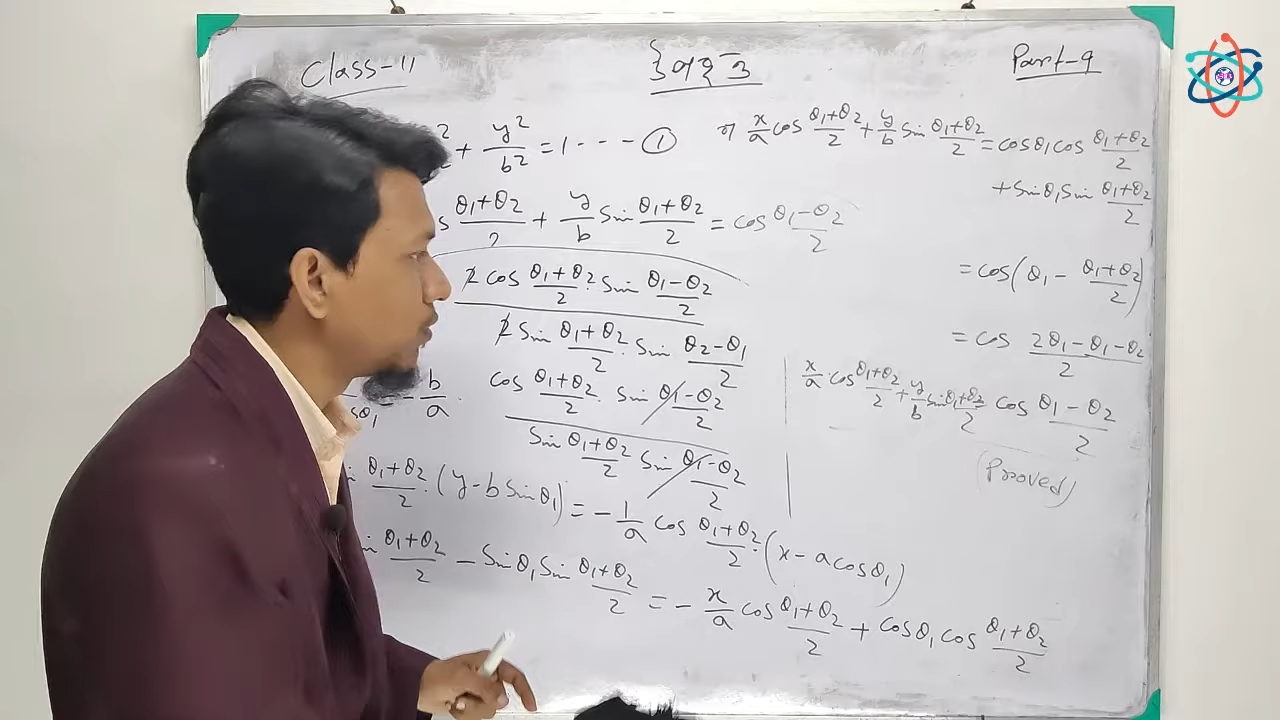 Class-11
উপবৃত্ত
Part-9
2 + y²/b² = 1 --- ①
s (θ₁+θ₂)/2 + y/b sin (θ₁+θ₂)/2 = cos (θ₁-θ₂)/2
2 cos (θ₁+θ₂)/2 . sin (θ₁-θ₂)/2
2 sin (θ₁+θ₂)/2 . sin (θ₂-θ₁)/2
sθ₁ - b/a . cos (θ₁+θ₂)/2 . sin (θ₁-θ₂)/2
sin (θ₁+θ₂)/2 sin (θ₁-θ₂)/2
(θ₁+θ₂)/2 . (y-b sinθ₁) = - 1/a cos (θ₁+θ₂)/2 . (x-a cosθ₁)
in (θ₁+θ₂)/2 - sinθ₁ sin (θ₁+θ₂)/2 = - x/a cos (θ₁+θ₂)/2 + cosθ₁ cos (θ₁+θ₂)/2
বা x/a cos (θ₁+θ₂)/2 + y/b sin (θ₁+θ₂)/2 = cosθ₁ cos (θ₁+θ₂)/2
+ sinθ₁ sin (θ₁+θ₂)/2
= cos(θ₁ - (θ₁+θ₂)/2)
= cos (2θ₁-θ₁-θ₂)/2
x/a . cos (θ₁+θ₂)/2 + y/b sin (θ₁+θ₂)/2 = cos (θ₁-θ₂)/2
(Proved)